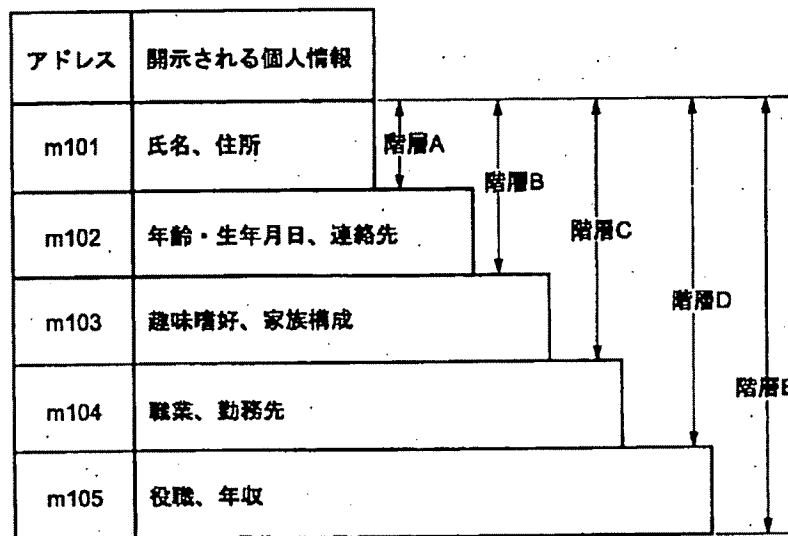 アドレス 開示される個人情報
m101 氏名、住所 階層A
階層B
m102 年齢・生年月日、連絡先 階層C
階層D
m103 趣味嗜好、家族構成
階層E
m104 職業、勤務先
m105 役職、年収